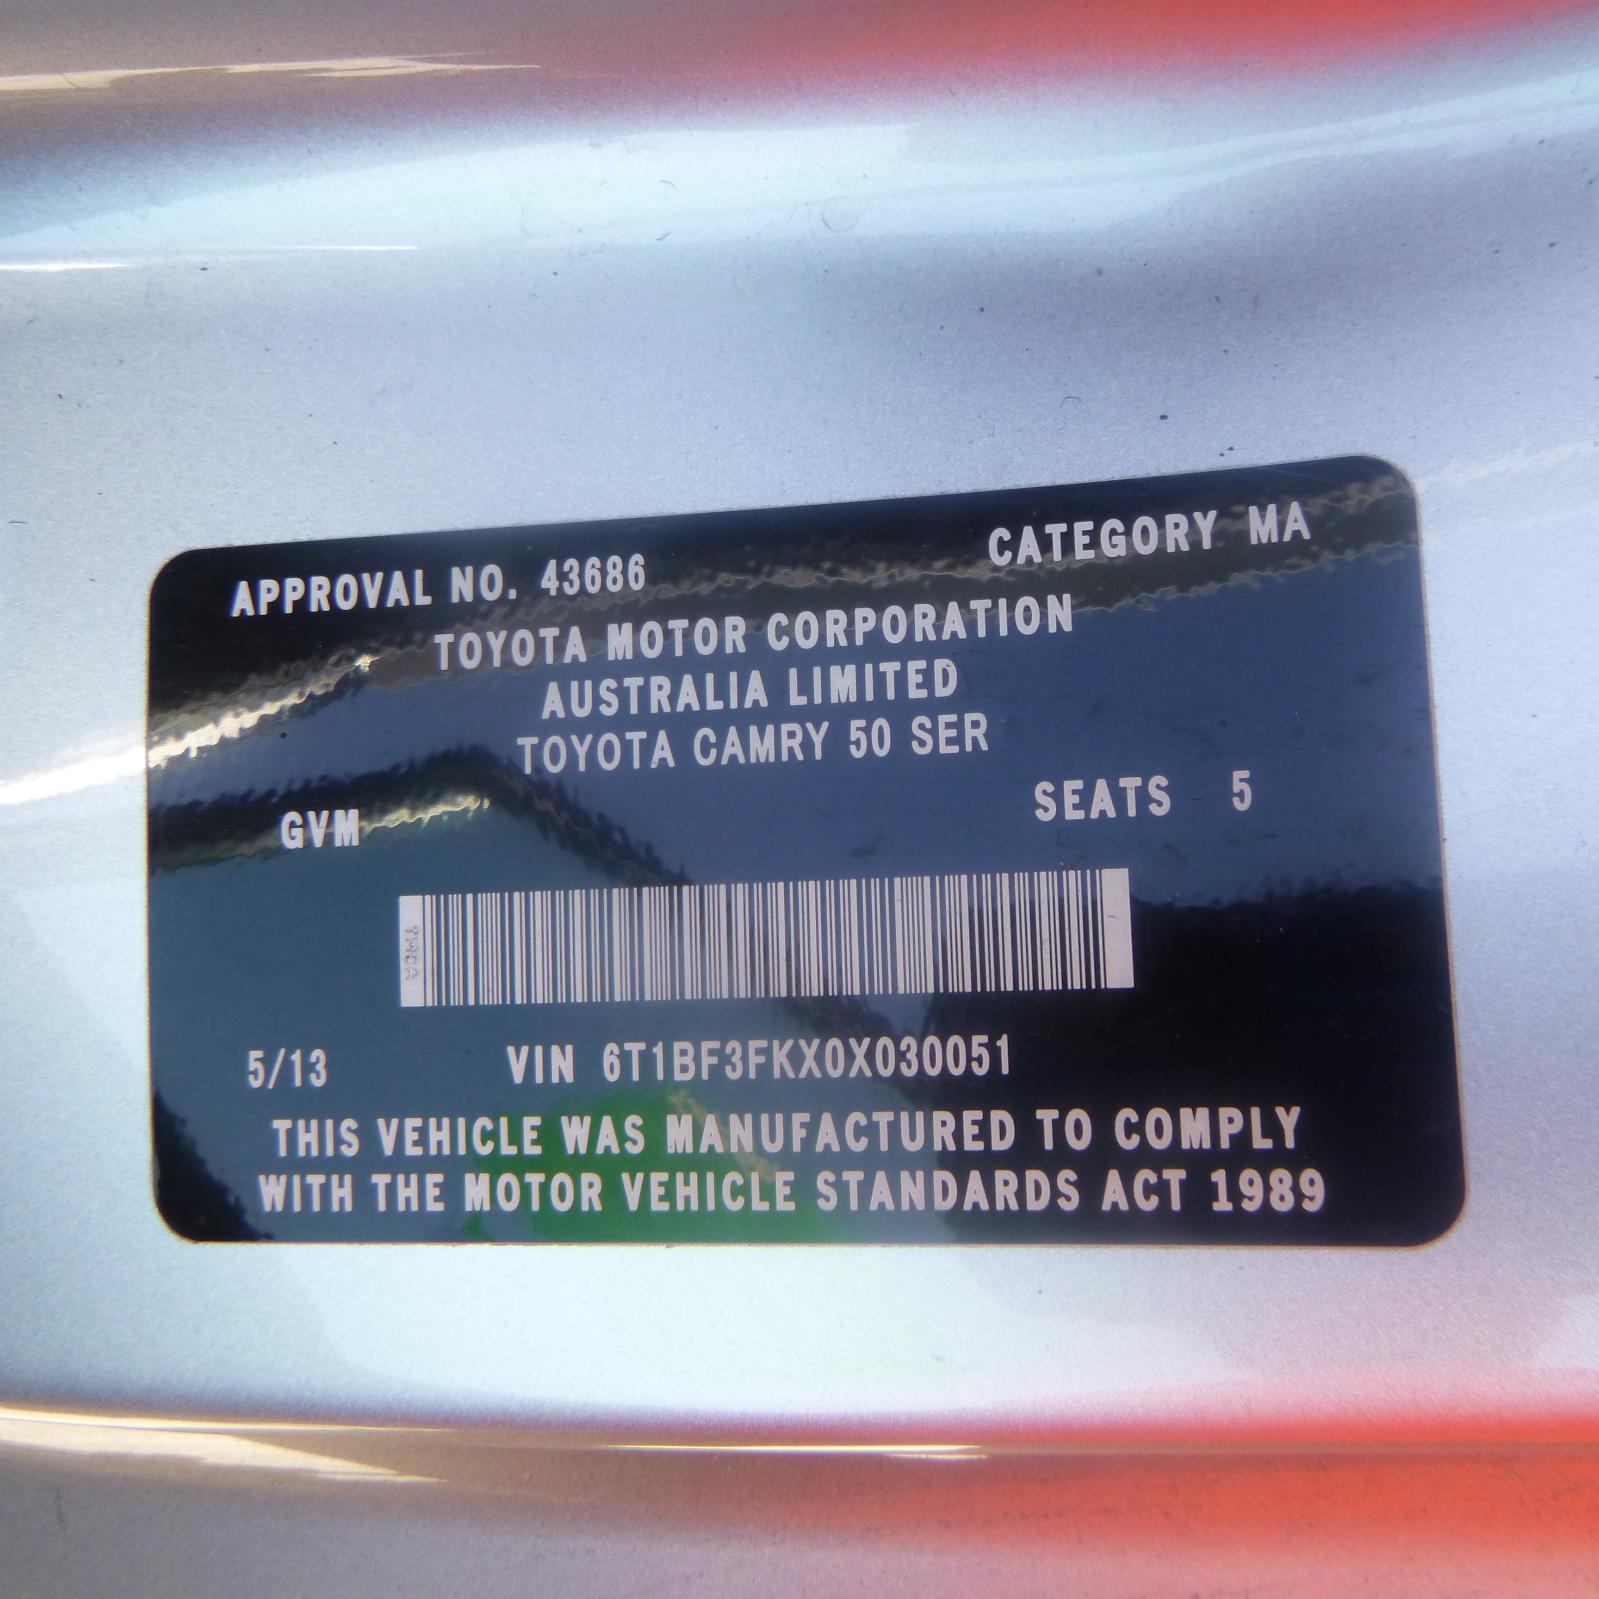 APPROVAL NO. 43686 CATEGORY MA
TOYOTA MOTOR CORPORATION
AUSTRALIA LIMITED
TOYOTA CAMRY 50 SER
GVM SEATS 5
TMCA
5/13 VIN 6T1BF3FKX0X030051
THIS VEHICLE WAS MANUFACTURED TO COMPLY
WITH THE MOTOR VEHICLE STANDARDS ACT 1989